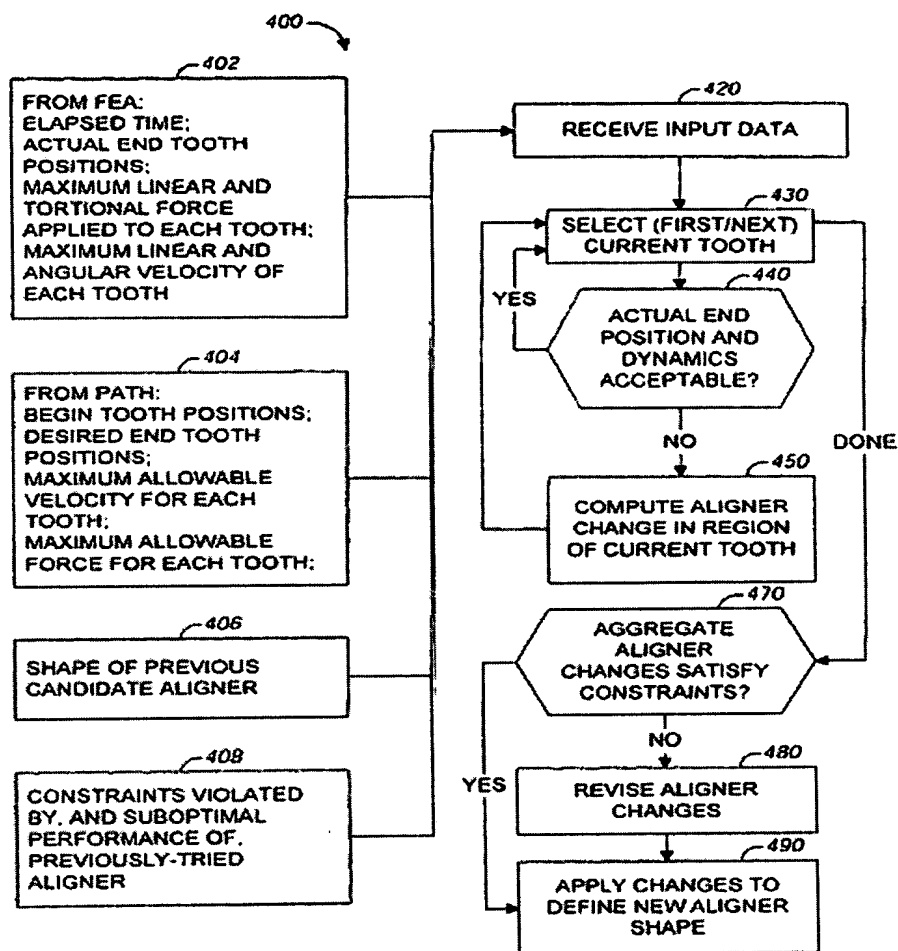 400
402
FROM FEA:
ELAPSED TIME;
ACTUAL END TOOTH
POSITIONS;
MAXIMUM LINEAR AND
TORTIONAL FORCE
APPLIED TO EACH TOOTH;
MAXIMUM LINEAR AND
ANGULAR VELOCITY OF
EACH TOOTH
404
FROM PATH:
BEGIN TOOTH POSITIONS;
DESIRED END TOOTH
POSITIONS;
MAXIMUM ALLOWABLE
VELOCITY FOR EACH
TOOTH;
MAXIMUM ALLOWABLE
FORCE FOR EACH TOOTH;
406
SHAPE OF PREVIOUS
CANDIDATE ALIGNER
408
CONSTRAINTS VIOLATED
BY, AND SUBOPTIMAL
PERFORMANCE OF,
PREVIOUSLY-TRIED
ALIGNER
420
RECEIVE INPUT DATA
430
SELECT (FIRST/NEXT)
CURRENT TOOTH
YES
440
ACTUAL END
POSITION AND
DYNAMICS
ACCEPTABLE?
NO
DONE
450
COMPUTE ALIGNER
CHANGE IN REGION
OF CURRENT TOOTH
470
AGGREGATE
ALIGNER
CHANGES SATISFY
CONSTRAINTS?
NO
YES
480
REVISE ALIGNER
CHANGES
490
APPLY CHANGES TO
DEFINE NEW ALIGNER
SHAPE